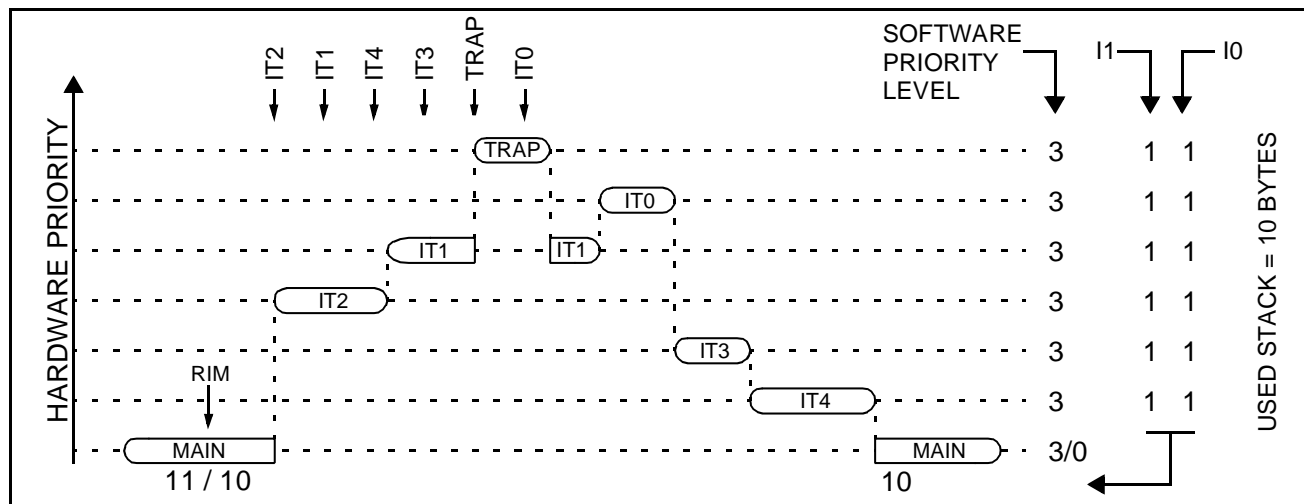 IT2
IT1
IT4
IT3
TRAP
IT0
SOFTWARE
PRIORITY
LEVEL
I1
I0
HARDWARE PRIORITY
TRAP
3
1 1
IT0
3
1 1
IT1
IT1
3
1 1
IT2
3
1 1
IT3
3
1 1
RIM
IT4
3
1 1
MAIN
MAIN
3/0
11 / 10
10
USED STACK = 10 BYTES